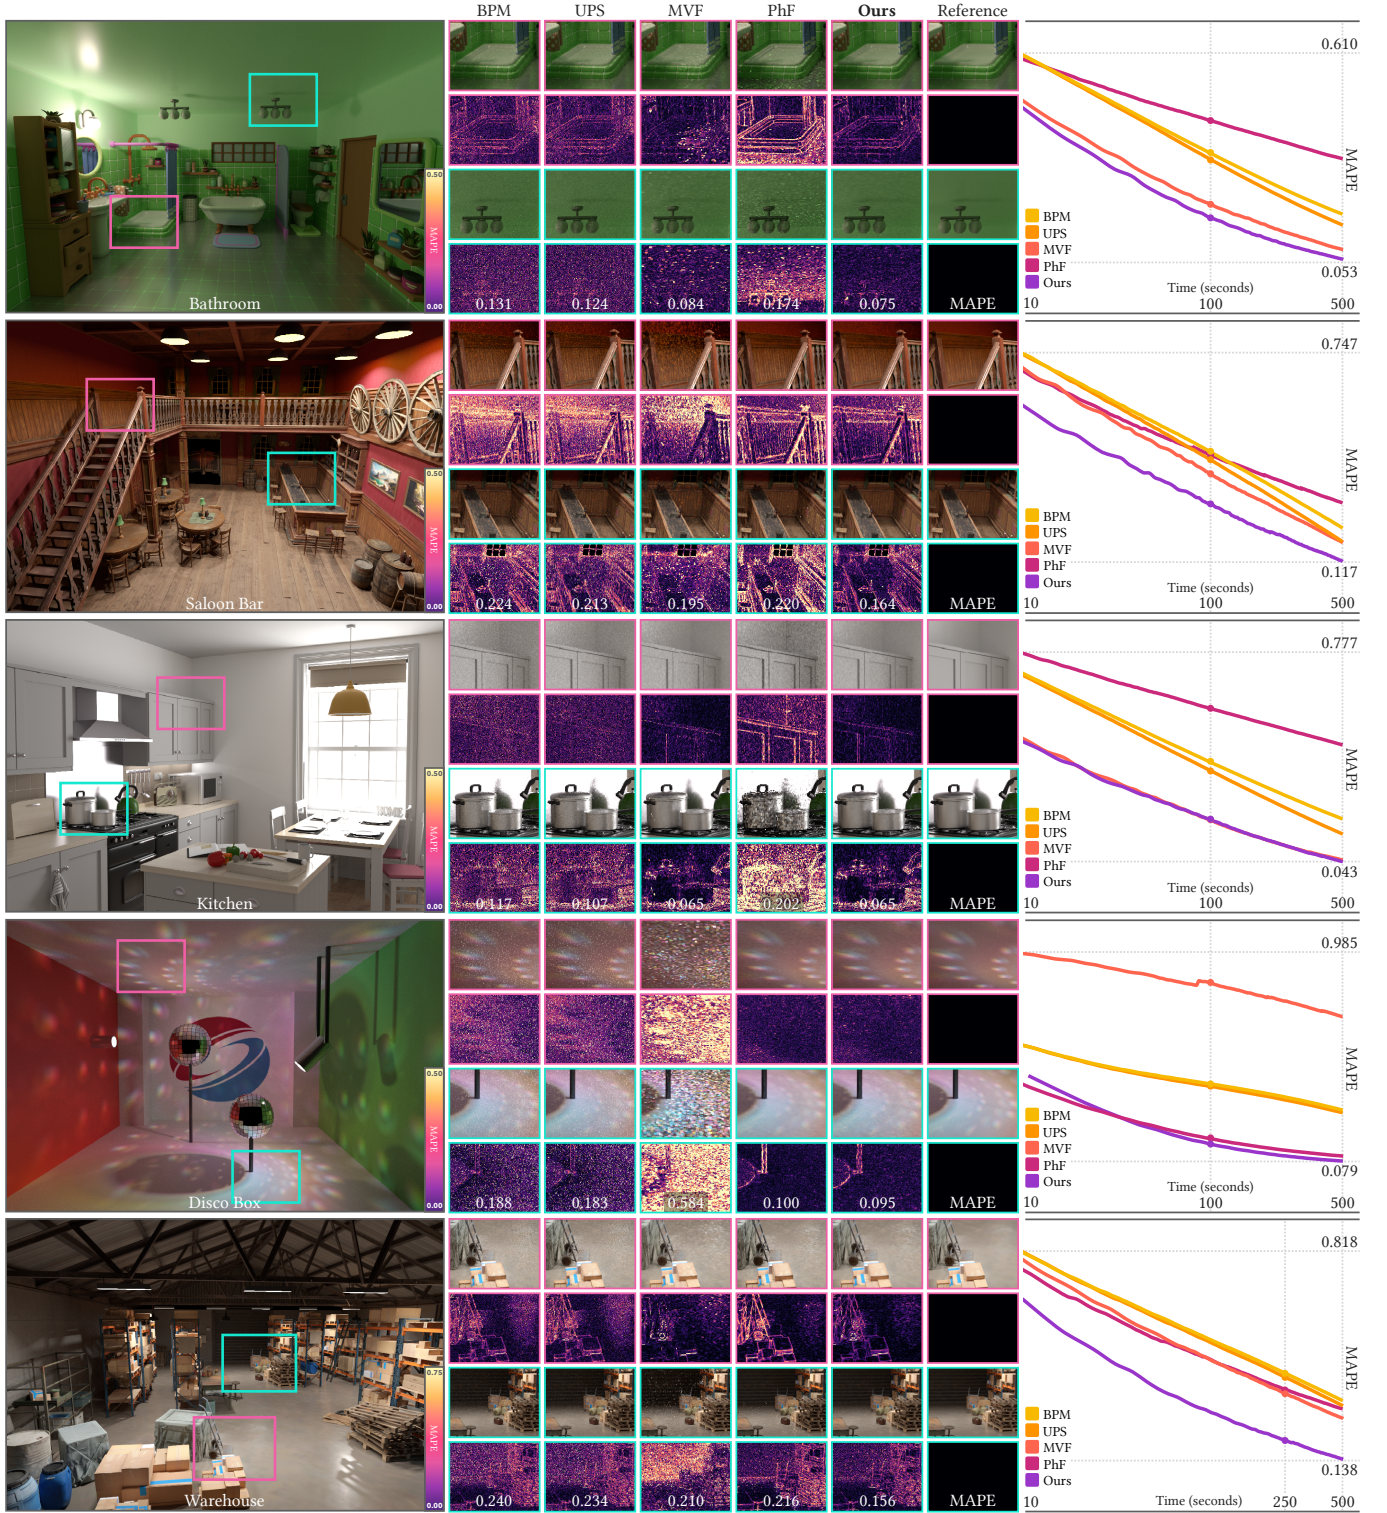 BPM UPS MVF PhF Ours Reference
0.610
MAPE
0.50
MAPE
0.00
BPM
UPS
MVF
PhF
Ours
0.053
Time (seconds)
10 100 500
Bathroom
0.131 0.124 0.084 0.174 0.075 MAPE
0.747
MAPE
0.50
MAPE
0.00
BPM
UPS
MVF
PhF
Ours
0.117
Time (seconds)
10 100 500
Saloon Bar
0.224 0.213 0.195 0.220 0.164 MAPE
0.777
MAPE
HOME
0.50
MAPE
0.00
BPM
UPS
MVF
PhF
Ours
0.043
Time (seconds)
10 100 500
Kitchen
0.117 0.107 0.065 0.202 0.065 MAPE
0.985
MAPE
0.50
MAPE
0.00
BPM
UPS
MVF
PhF
Ours
0.079
Time (seconds)
10 100 500
Disco Box
0.188 0.183 0.584 0.100 0.095 MAPE
0.818
MAPE
0.75
MAPE
0.00
BPM
UPS
MVF
PhF
Ours
0.138
Time (seconds)
10 250 500
Warehouse
0.240 0.234 0.210 0.216 0.156 MAPE